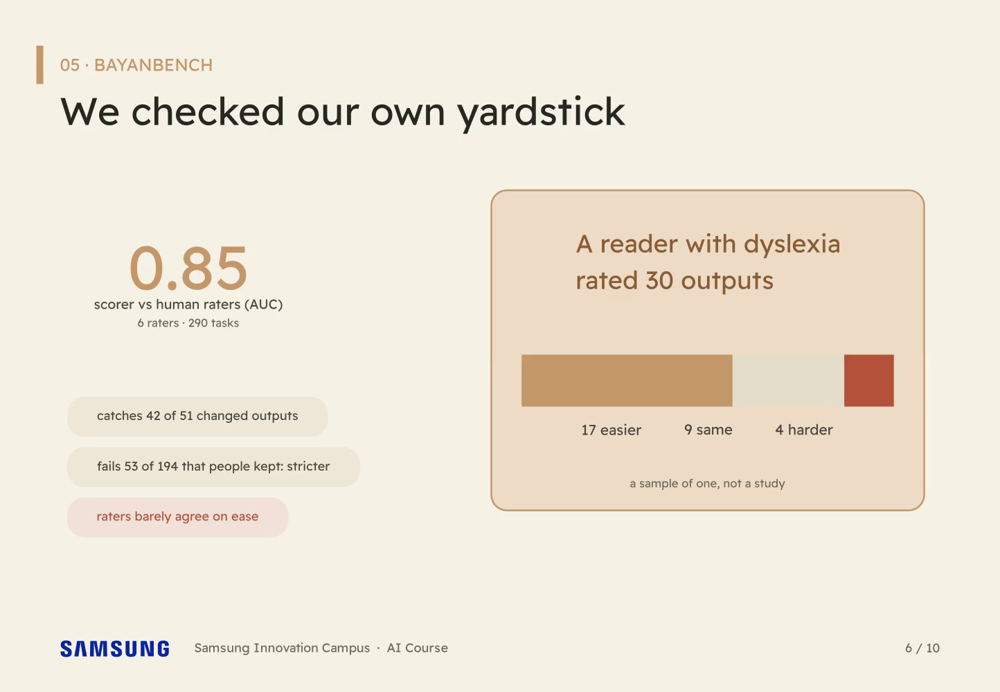 05 · BAYANBENCH
We checked our own yardstick
0.85
scorer vs human raters (AUC)
6 raters · 290 tasks
catches 42 of 51 changed outputs
fails 53 of 194 that people kept: stricter
raters barely agree on ease
A reader with dyslexia
rated 30 outputs
17 easier 9 same 4 harder
a sample of one, not a study
SAMSUNG Samsung Innovation Campus · AI Course 6 / 10